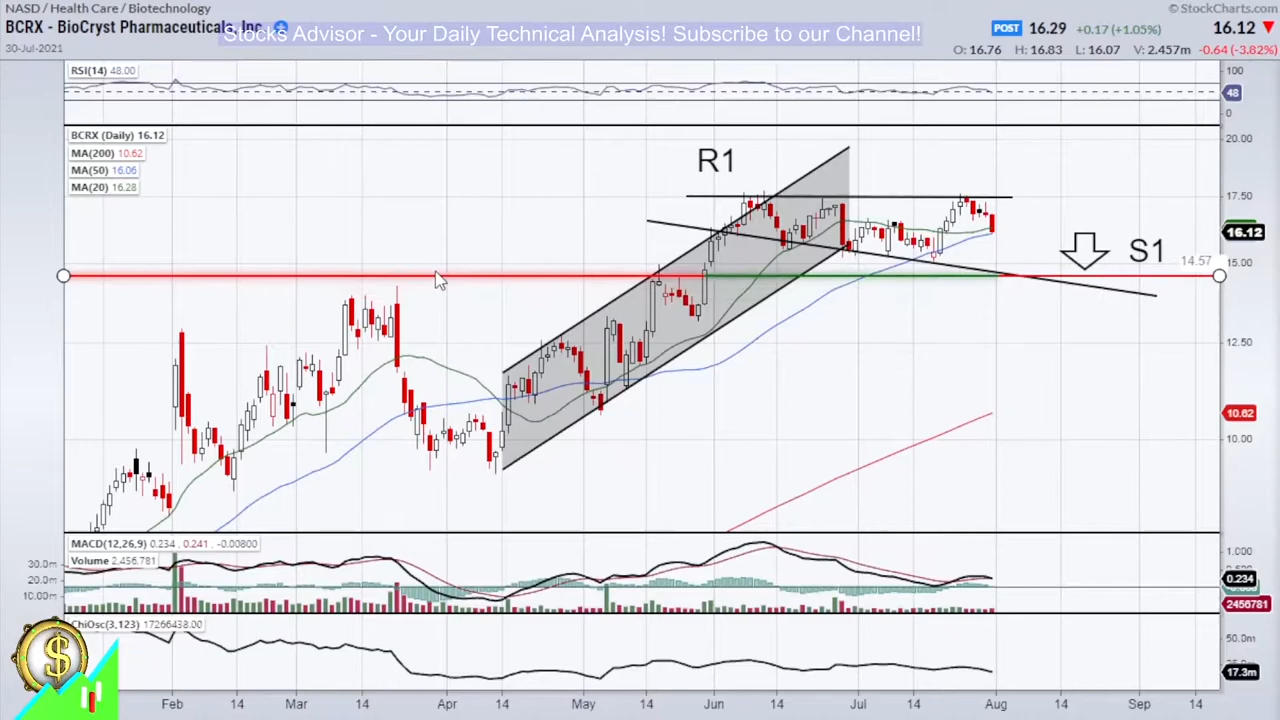 NASD / Health Care / Biotechnology
© StockCharts.com
BCRX - BioCryst Pharmaceuticals, Inc
Stocks Advisor - Your Daily Technical Analysis! Subscribe to our Channel!
POST 16.29 +0.17 (+1.05%) 16.12
30-Jul-2021
O: 16.76 H: 16.83 L: 16.07 V: 2.457m -0.64 (-3.82%)
RSI(14) 48.00
100
48
0
BCRX (Daily) 16.12
MA(200) 10.62
MA(50) 16.06
MA(20) 16.28
R1
S1
14.57
20.00
17.50
16.12
15.00
12.50
10.62
10.00
MACD(12,26,9) 0.234, 0.241, -0.00800
Volume 2,456,781
30.0m
20.0m
10.00m
1.000
0.234
2456781
ChiOsc(3,123) 17266438.00
50.0m
17.3m
$
Feb 14 Mar 14 Apr 14 May 14 Jun 14 Jul 14 Aug 14 Sep 14